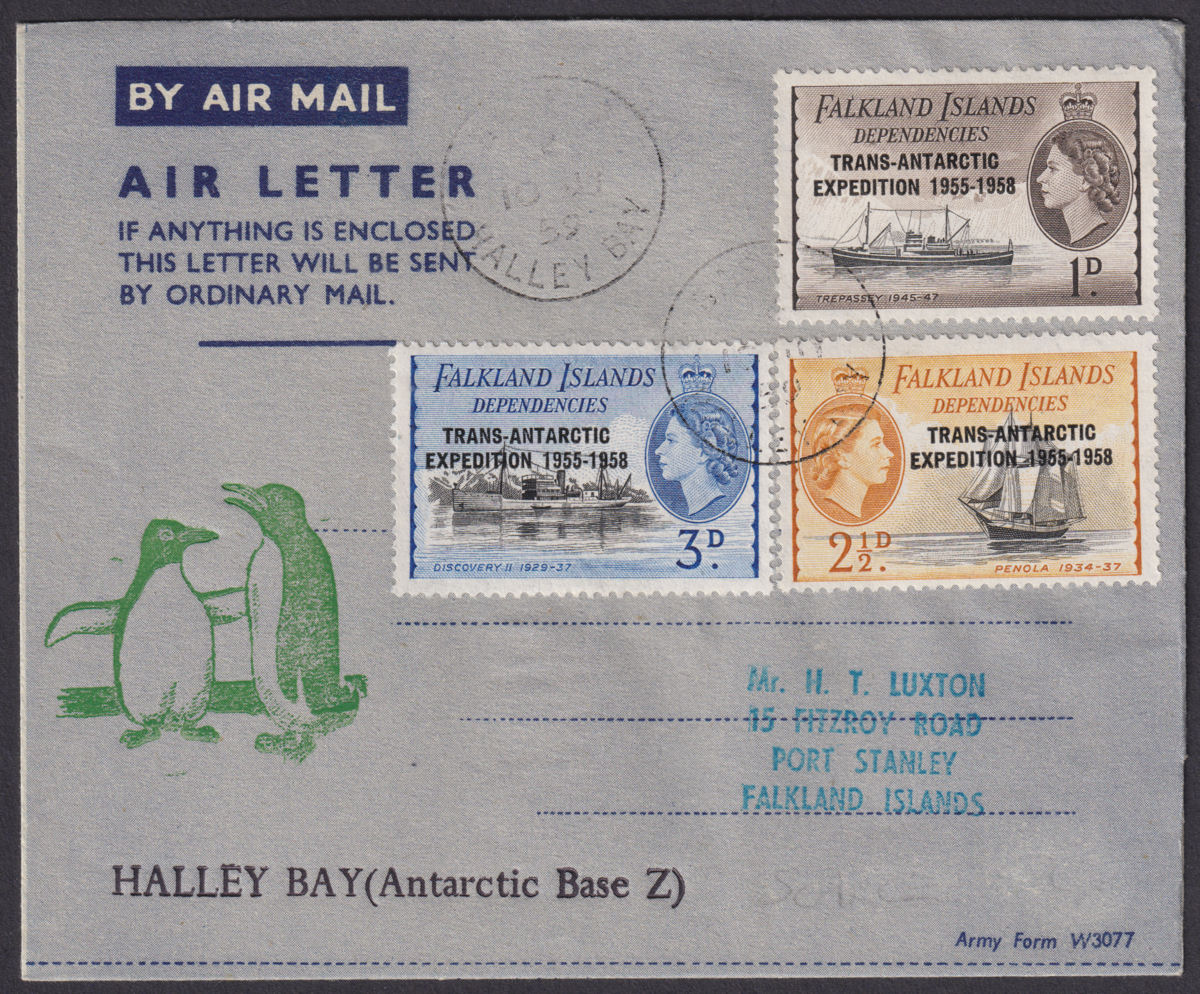 BY AIR MAIL
AIR LETTER
IF ANYTHING IS ENCLOSED
THIS LETTER WILL BE SENT
BY ORDINARY MAIL.
HALLEY BAY
FALKLAND ISLANDS
DEPENDENCIES
TRANS-ANTARCTIC
EXPEDITION 1955-1958
1D.
TREPASSEY 1945-47
FALKLAND ISLANDS
DEPENDENCIES
TRANS-ANTARCTIC
EXPEDITION 1955-1958
3D.
DISCOVERY II 1929-37
FALKLAND ISLANDS
DEPENDENCIES
TRANS-ANTARCTIC
EXPEDITION 1955-1958
2½D.
PENOLA 1934-37
Mr. H. T. LUXTON
15 FITZROY ROAD
PORT STANLEY
FALKLAND ISLANDS
HALLEY BAY(Antarctic Base Z)
Army Form W3077